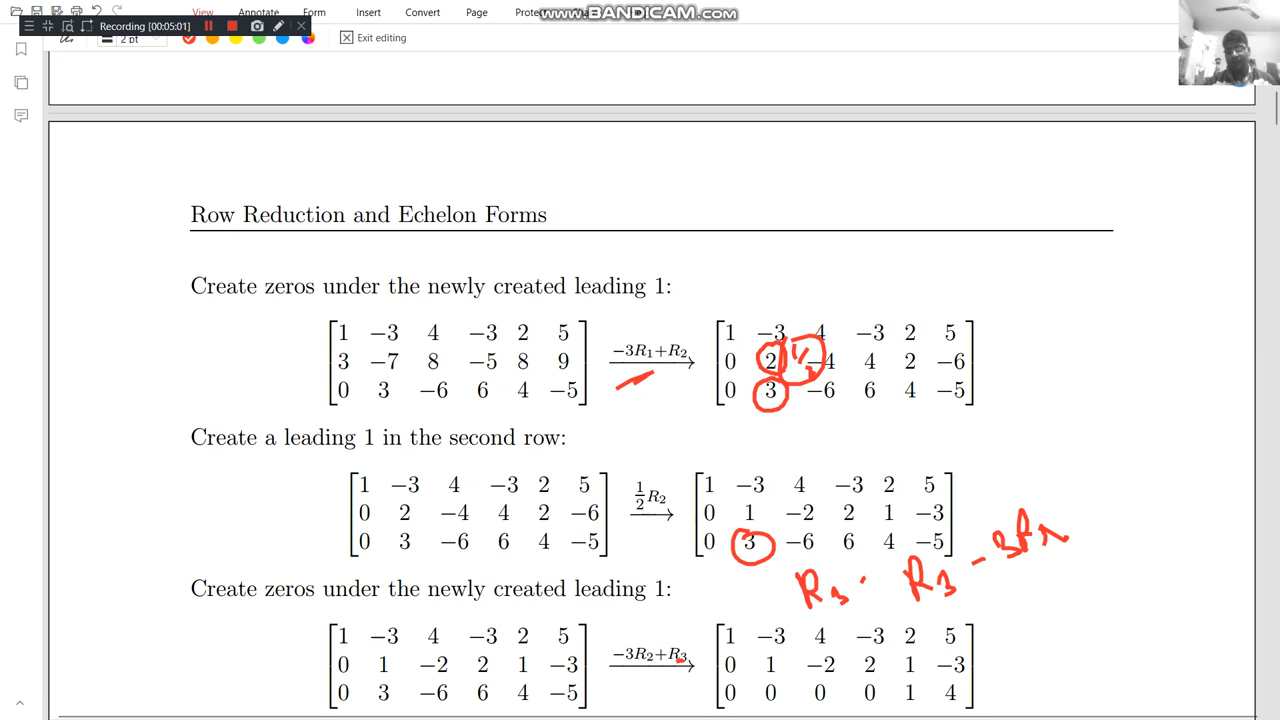 www.BANDICAM.com
View Annotate Form Insert Convert Page Prote
Recording [00:05:01]
2 pt
Exit editing
Row Reduction and Echelon Forms
Create zeros under the newly created leading 1:
1 −3 4 −3 2 5
3 −7 8 −5 8 9
0 3 −6 6 4 −5
−3R₁+R₂
1 −3 4 −3 2 5
0 2 −4 4 2 −6
0 3 −6 6 4 −5
1/2
Create a leading 1 in the second row:
1 −3 4 −3 2 5
0 2 −4 4 2 −6
0 3 −6 6 4 −5
1/2 R₂
1 −3 4 −3 2 5
0 1 −2 2 1 −3
0 3 −6 6 4 −5
R₃ · R₃ − 3R₂
Create zeros under the newly created leading 1:
1 −3 4 −3 2 5
0 1 −2 2 1 −3
0 3 −6 6 4 −5
−3R₂+R₃
1 −3 4 −3 2 5
0 1 −2 2 1 −3
0 0 0 0 1 4